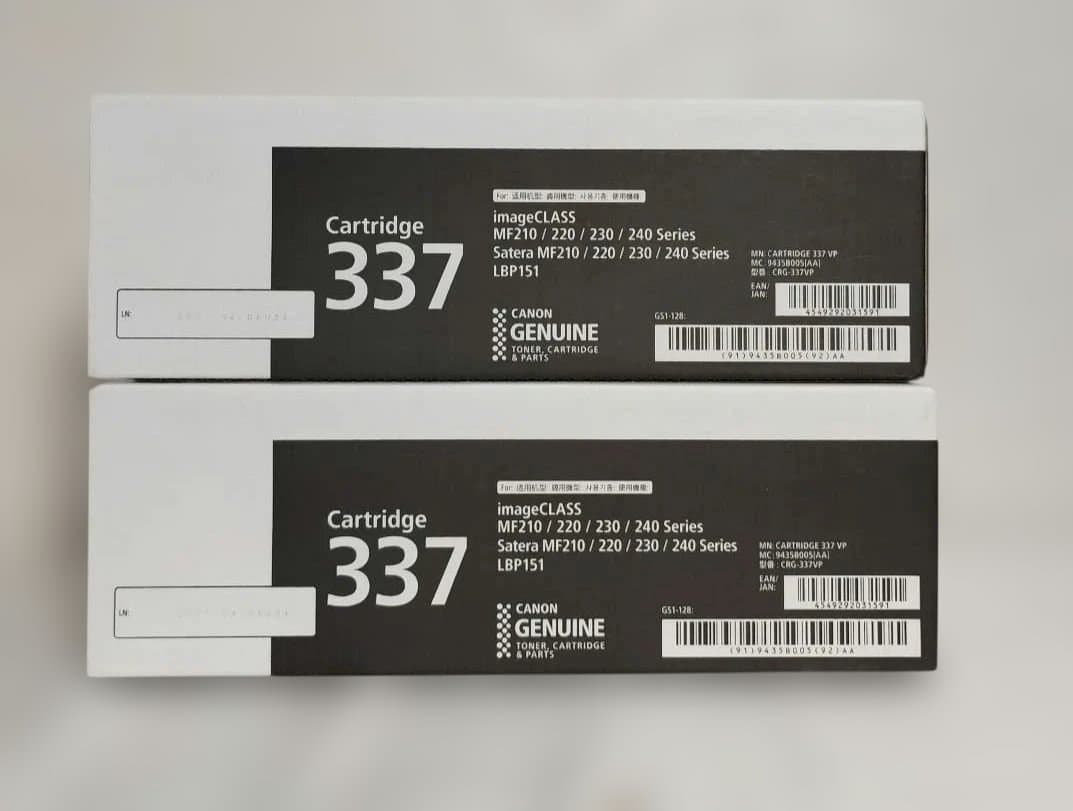 Cartridge
337
For: 适用机型: 適用機型: 사용기종: 使用機種:
imageCLASS
MF210 / 220 / 230 / 240 Series
Satera MF210 / 220 / 230 / 240 Series
LBP151
CANON
GENUINE
TONER, CARTRIDGE
& PARTS
MN: CARTRIDGE 337 VP
MC: 9435B005[AA]
型番 : CRG-337VP
EAN/
JAN:
4549292031591
GS1-128:
(91)9435B005(92)AA
LN:
Cartridge
337
For: 适用机型: 適用機型: 사용기종: 使用機種:
imageCLASS
MF210 / 220 / 230 / 240 Series
Satera MF210 / 220 / 230 / 240 Series
LBP151
CANON
GENUINE
TONER, CARTRIDGE
& PARTS
MN: CARTRIDGE 337 VP
MC: 9435B005[AA]
型番 : CRG-337VP
EAN/
JAN:
4549292031591
GS1-128:
(91)9435B005(92)AA
LN: